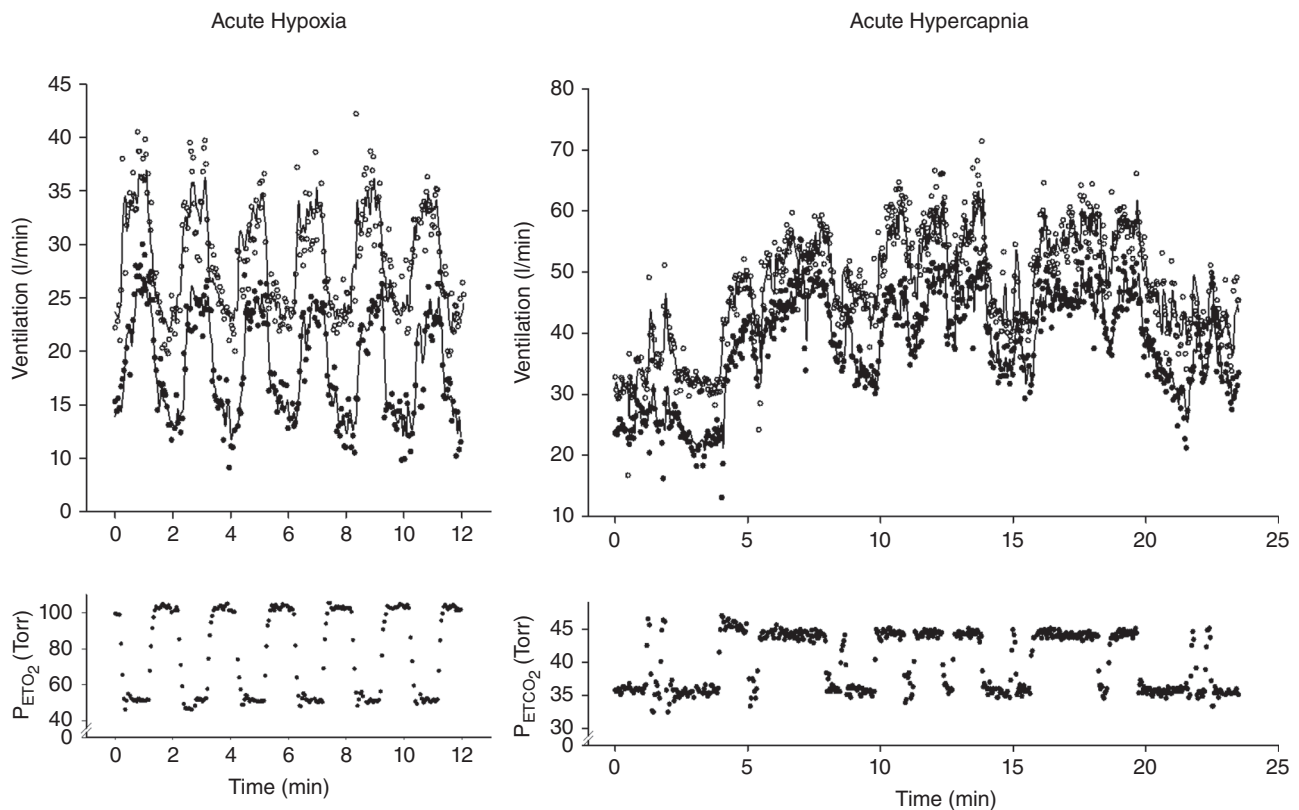 Acute Hypoxia
Acute Hypercapnia
Ventilation (l/min)
45
40
35
30
25
20
15
10
5
0
0 2 4 6 8 10 12
Ventilation (l/min)
80
70
60
50
40
30
20
10
0 5 10 15 20 25
PETO2 (Torr)
100
80
60
40
0
0 2 4 6 8 10 12
Time (min)
PETCO2 (Torr)
45
40
35
30
0
0 5 10 15 20 25
Time (min)